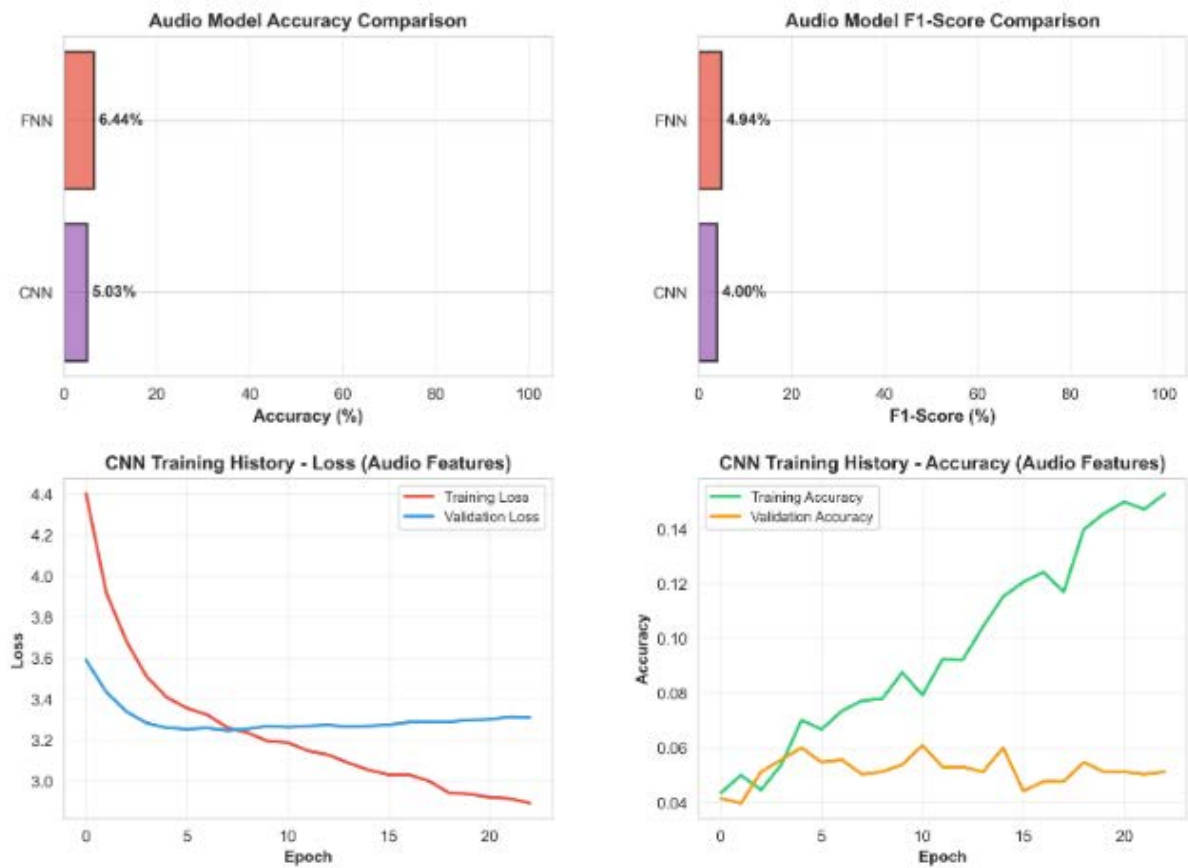 Audio Model Accuracy Comparison
FNN
6.44%
CNN
5.03%
0 20 40 60 80 100
Accuracy (%)
Audio Model F1-Score Comparison
FNN
4.94%
CNN
4.00%
0 20 40 60 80 100
F1-Score (%)
CNN Training History - Loss (Audio Features)
Training Loss
Validation Loss
4.4
4.2
4.0
3.8
3.6
3.4
3.2
3.0
Loss
0 5 10 15 20
Epoch
CNN Training History - Accuracy (Audio Features)
Training Accuracy
Validation Accuracy
0.14
0.12
0.10
0.08
0.06
0.04
Accuracy
0 5 10 15 20
Epoch